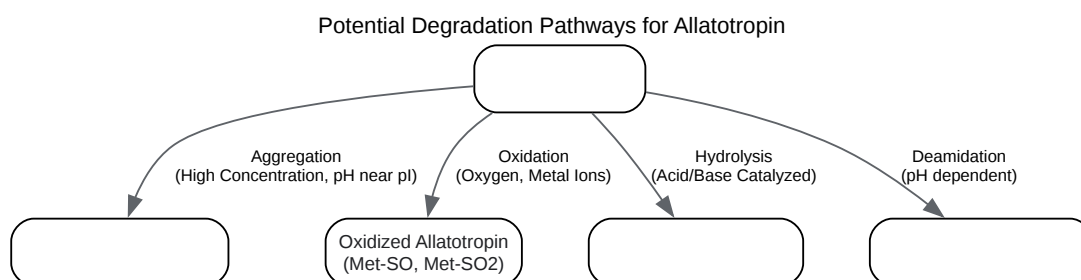 Potential Degradation Pathways for Allatotropin
Aggregation
(High Concentration, pH near pI)
Oxidation
(Oxygen, Metal Ions)
Hydrolysis
(Acid/Base Catalyzed)
Deamidation
(pH dependent)
Oxidized Allatotropin
(Met-SO, Met-SO2)